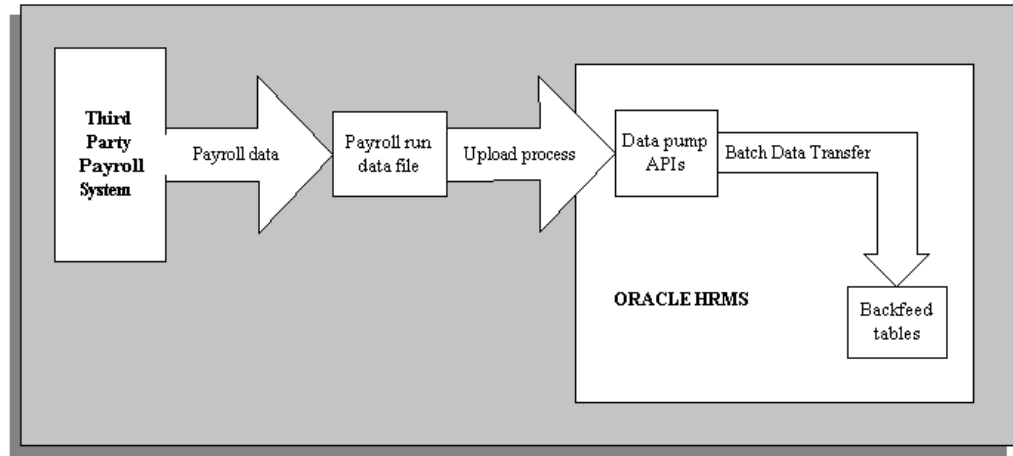 Third
Party
Payroll
System
Payroll data
Payroll run
data file
Upload process
Data pump
APIs
Batch Data Transfer
ORACLE HRMS
Backfeed
tables